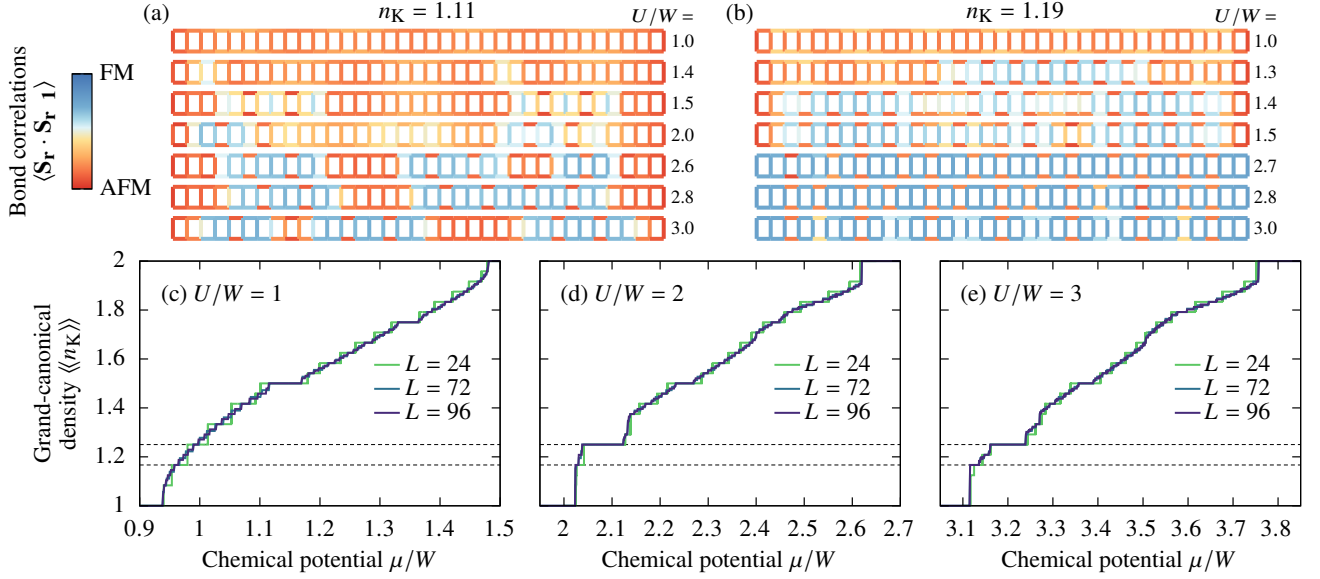 (a) n_K = 1.11 U/W =
1.0
1.4
1.5
2.0
2.6
2.8
3.0
(b) n_K = 1.19 U/W =
1.0
1.3
1.4
1.5
2.7
2.8
3.0
Bond correlations
⟨S_r · S_r 1⟩
FM
AFM
Grand-canonical
density ⟨⟨n_K⟩⟩
2
1.8
1.6
1.4
1.2
1
(c) U/W = 1
L = 24
L = 72
L = 96
0.9 1 1.1 1.2 1.3 1.4 1.5
Chemical potential μ/W
(d) U/W = 2
L = 24
L = 72
L = 96
2 2.1 2.2 2.3 2.4 2.5 2.6 2.7
Chemical potential μ/W
(e) U/W = 3
L = 24
L = 72
L = 96
3.1 3.2 3.3 3.4 3.5 3.6 3.7 3.8
Chemical potential μ/W